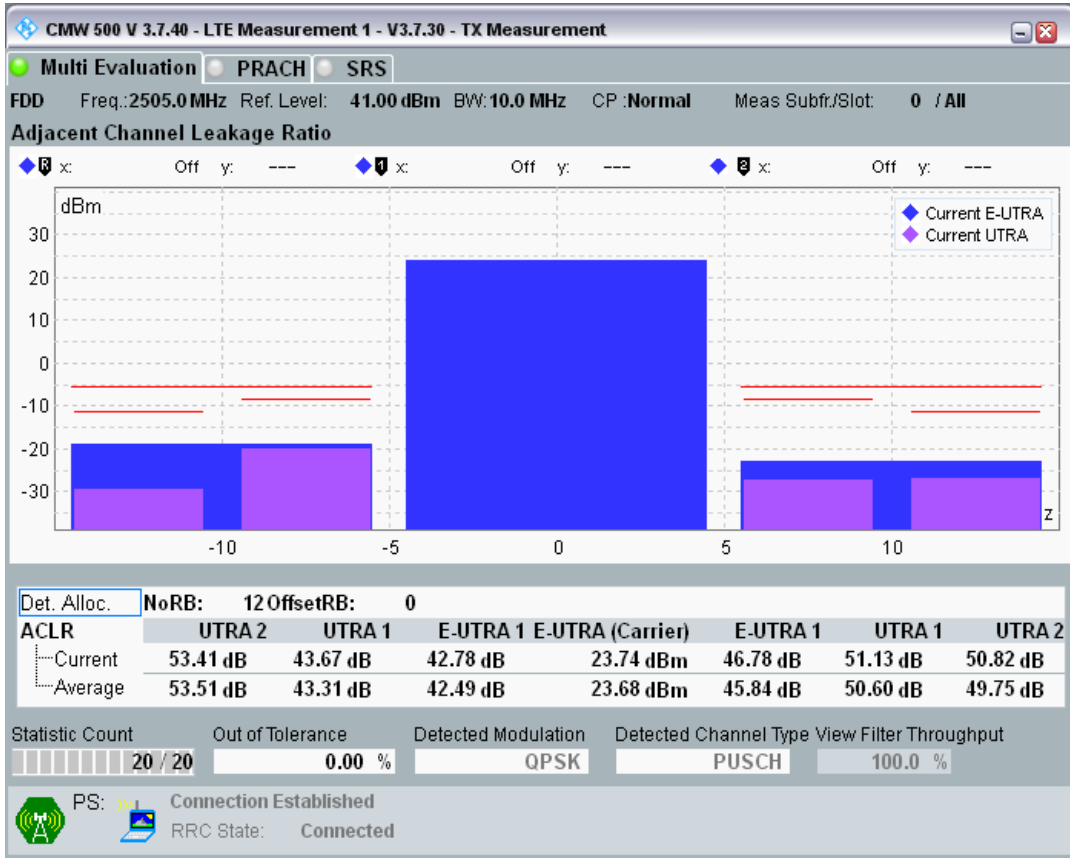 CMW 500 V 3.7.40 - LTE Measurement 1 - V3.7.30 - TX Measurement
Multi Evaluation PRACH SRS
FDD Freq.:2505.0 MHz Ref. Level: 41.00 dBm BW: 10.0 MHz CP :Normal Meas Subfr./Slot: 0 / All
Adjacent Channel Leakage Ratio
R x: Off y: --- 1 x: Off y: --- 2 x: Off y: ---
dBm
Current E-UTRA
Current UTRA
30
20
10
0
-10
-20
-30
z
-10 -5 0 5 10
Det. Alloc. NoRB: 12 OffsetRB: 0
ACLR UTRA 2 UTRA 1 E-UTRA 1 E-UTRA (Carrier) E-UTRA 1 UTRA 1 UTRA 2
Current 53.41 dB 43.67 dB 42.78 dB 23.74 dBm 46.78 dB 51.13 dB 50.82 dB
Average 53.51 dB 43.31 dB 42.49 dB 23.68 dBm 45.84 dB 50.60 dB 49.75 dB
Statistic Count Out of Tolerance Detected Modulation Detected Channel Type View Filter Throughput
20 / 20 0.00 % QPSK PUSCH 100.0 %
PS: Connection Established
RRC State: Connected